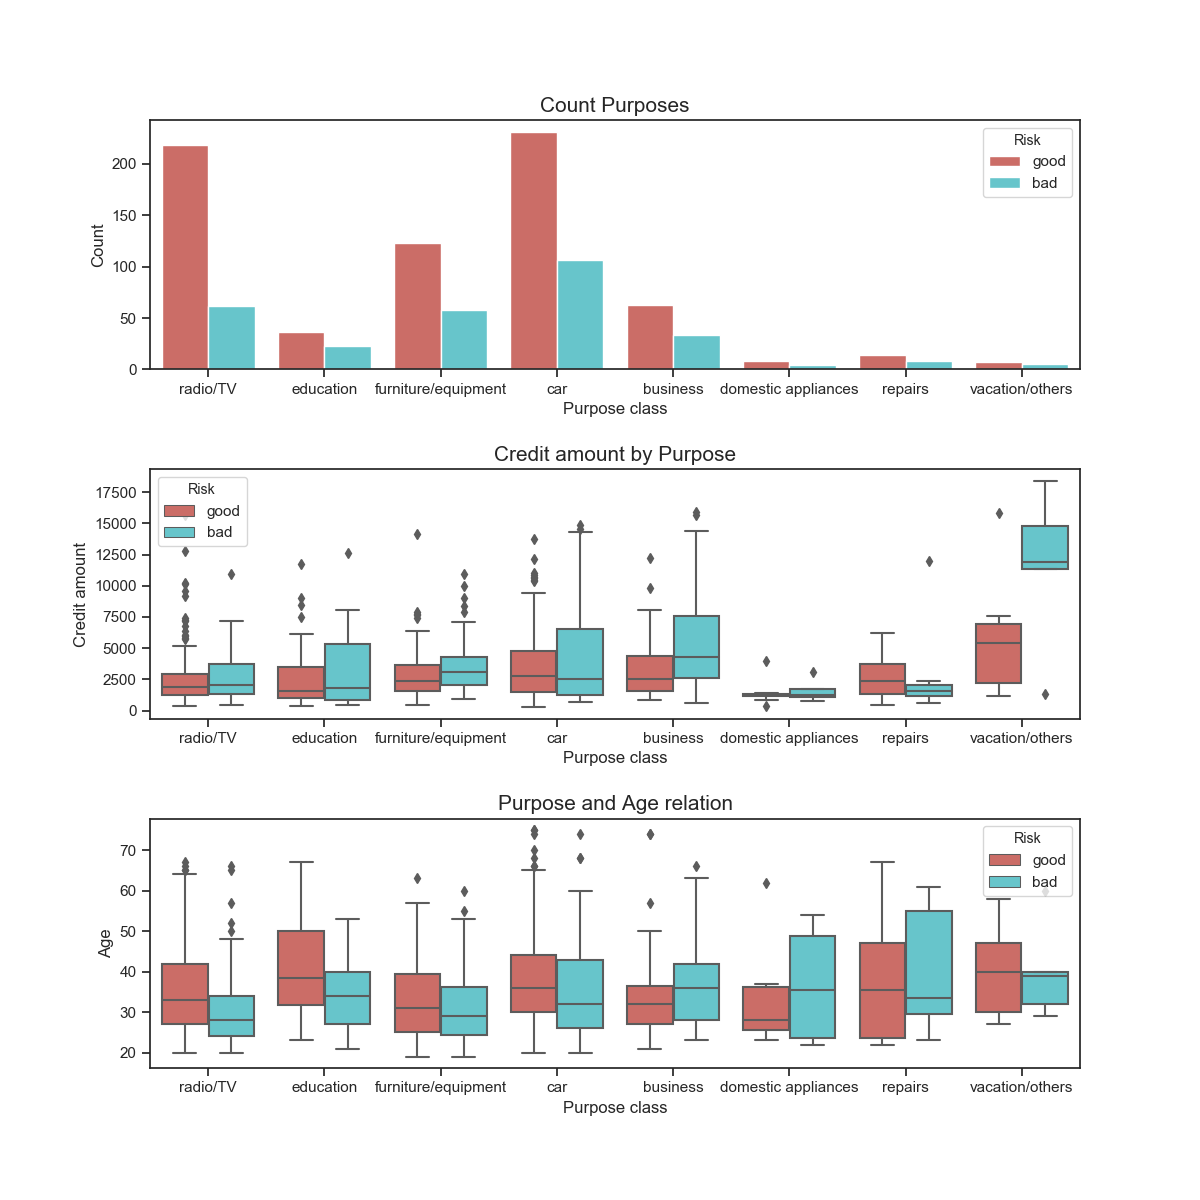 Count Purposes
Risk
good
bad
200
150
100
50
0
Count
radio/TV education furniture/equipment car business domestic appliances repairs vacation/others
Purpose class
Credit amount by Purpose
Risk
good
bad
17500
15000
12500
10000
7500
5000
2500
0
Credit amount
radio/TV education furniture/equipment car business domestic appliances repairs vacation/others
Purpose class
Purpose and Age relation
Risk
good
bad
70
60
50
40
30
20
Age
radio/TV education furniture/equipment car business domestic appliances repairs vacation/others
Purpose class